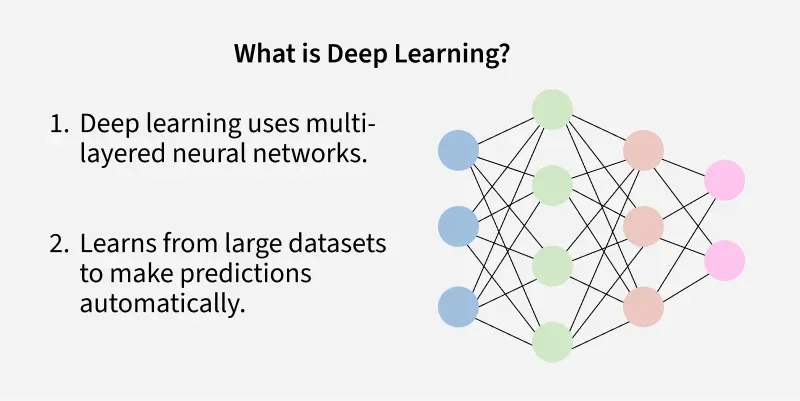 What is Deep Learning?
1. Deep learning uses multi-
layered neural networks.
2. Learns from large datasets
to make predictions
automatically.